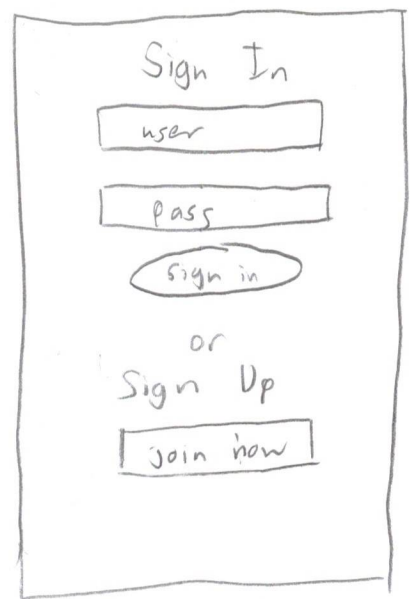 Sign In
user
pass
sign in
or
Sign Up
join now